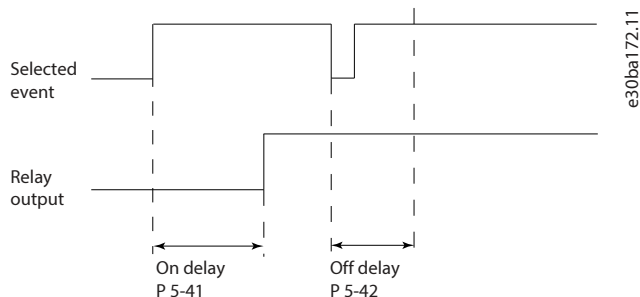 Selected
event
Relay
output
On delay
P 5-41
Off delay
P 5-42
e30ba172.11